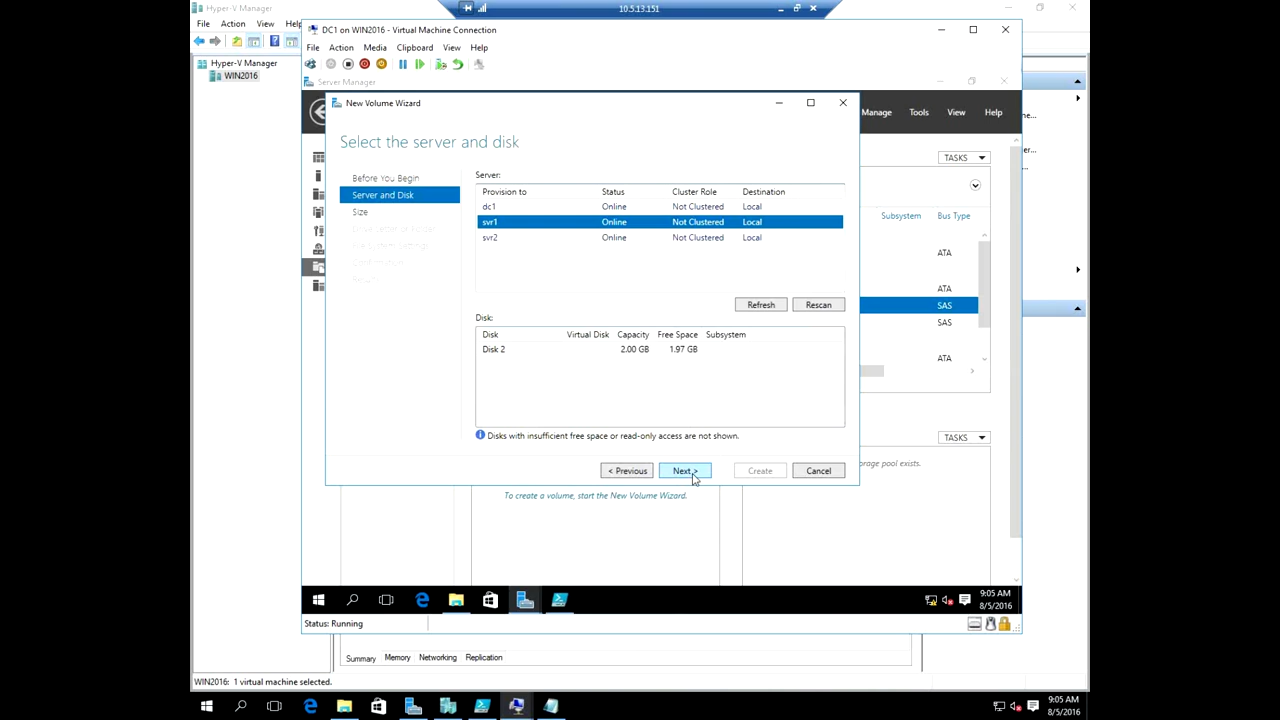 Hyper-V Manager
10.5.13.151
File Action View Help
DC1 on WIN2016 - Virtual Machine Connection
File Action Media Clipboard View Help
Hyper-V Manager
WIN2016
Server Manager
New Volume Wizard
Manage Tools View Help
Select the server and disk
TASKS
Before You Begin
Server and Disk
Size
Server:
Provision to Status Cluster Role Destination
dc1 Online Not Clustered Local
svr1 Online Not Clustered Local
svr2 Online Not Clustered Local
Subsystem Bus Type
ATA
ATA
SAS
SAS
ATA
Refresh Rescan
Disk:
Disk Virtual Disk Capacity Free Space Subsystem
Disk 2 2.00 GB 1.97 GB
Disks with insufficient free space or read-only access are not shown.
TASKS
< Previous Next > Create Cancel
pool exists.
To create a volume, start the New Volume Wizard.
9:05 AM
8/5/2016
Status: Running
Summary Memory Networking Replication
WIN2016: 1 virtual machine selected.
9:05 AM
8/5/2016